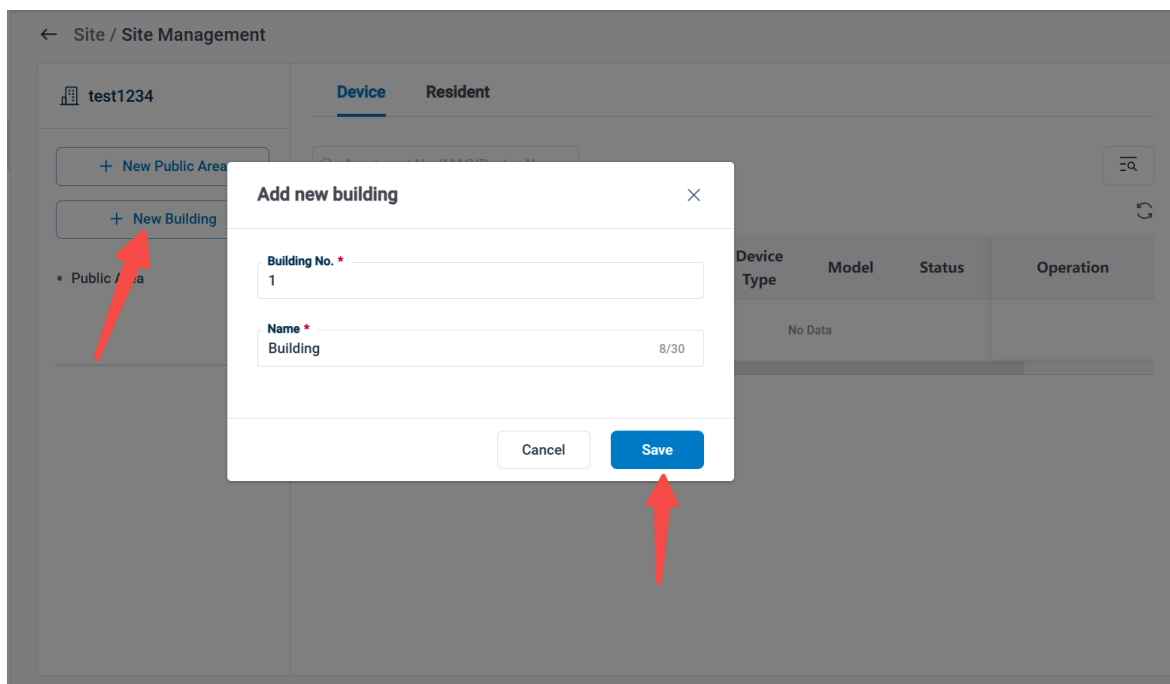 Site / Site Management
test1234
Device Resident
+ New Public Area
+ New Building
• Public
Add new building
Building No. *
1
Name *
Building 8/30
Cancel Save
Device Type Model Status Operation
No Data